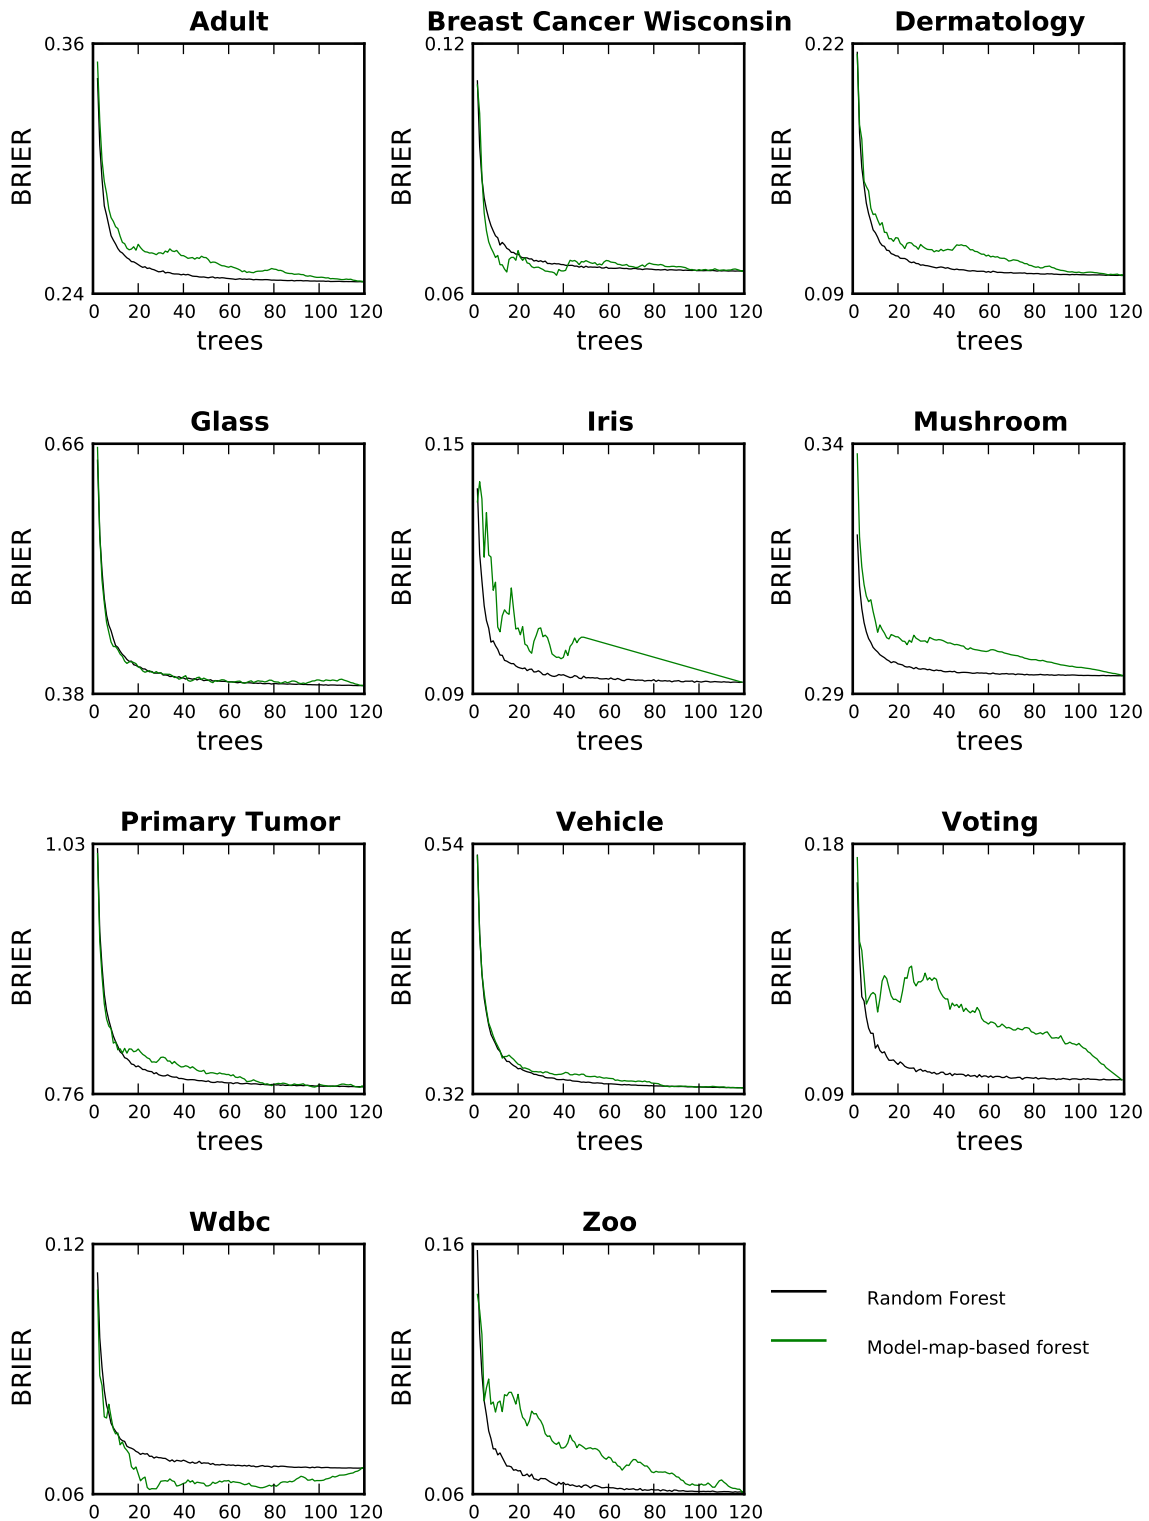 Adult
0.36
BRIER
0.24
0 20 40 60 80 100 120
trees
Breast Cancer Wisconsin
0.12
BRIER
0.06
0 20 40 60 80 100 120
trees
Dermatology
0.22
BRIER
0.09
0 20 40 60 80 100 120
trees
Glass
0.66
BRIER
0.38
0 20 40 60 80 100 120
trees
Iris
0.15
BRIER
0.09
0 20 40 60 80 100 120
trees
Mushroom
0.34
BRIER
0.29
0 20 40 60 80 100 120
trees
Primary Tumor
1.03
BRIER
0.76
0 20 40 60 80 100 120
trees
Vehicle
0.54
BRIER
0.32
0 20 40 60 80 100 120
trees
Voting
0.18
BRIER
0.09
0 20 40 60 80 100 120
trees
Wdbc
0.12
BRIER
0.06
0 20 40 60 80 100 120
Zoo
0.16
BRIER
0.06
0 20 40 60 80 100 120
Random Forest
Model-map-based forest